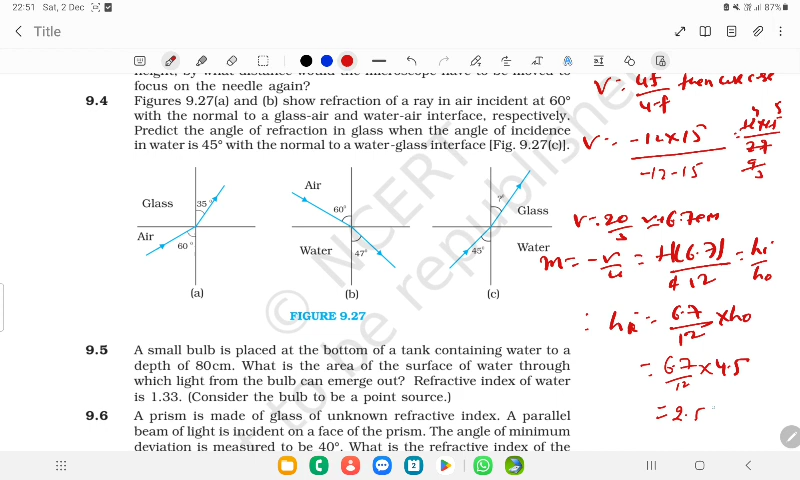 22:51 Sat, 2 Dec
87%
Title
focus on the needle again?
9.4 Figures 9.27(a) and (b) show refraction of a ray in air incident at 60°
with the normal to a glass-air and water-air interface, respectively.
Predict the angle of refraction in glass when the angle of incidence
in water is 45° with the normal to a water-glass interface [Fig. 9.27(c)].
Glass 35°
Air 60°
(a)
Air 60°
Water 47°
(b)
? Glass
45° Water
(c)
FIGURE 9.27
© NCERT
be republished
9.5 A small bulb is placed at the bottom of a tank containing water to a
depth of 80cm. What is the area of the surface of water through
which light from the bulb can emerge out? Refractive index of water
is 1.33. (Consider the bulb to be a point source.)
9.6 A prism is made of glass of unknown refractive index. A parallel
beam of light is incident on a face of the prism. The angle of minimum
deviation is measured to be 40°. What is the refractive index of the
V = uf / u-f
V = -12×15 / -12-15
V = 20/3 V = 6.7cm
m = -v/u = +(6.7) / 12 = hi / ho
= 6.7/12 × ho
= 6.7/12 × 4.5
= 2.5
2